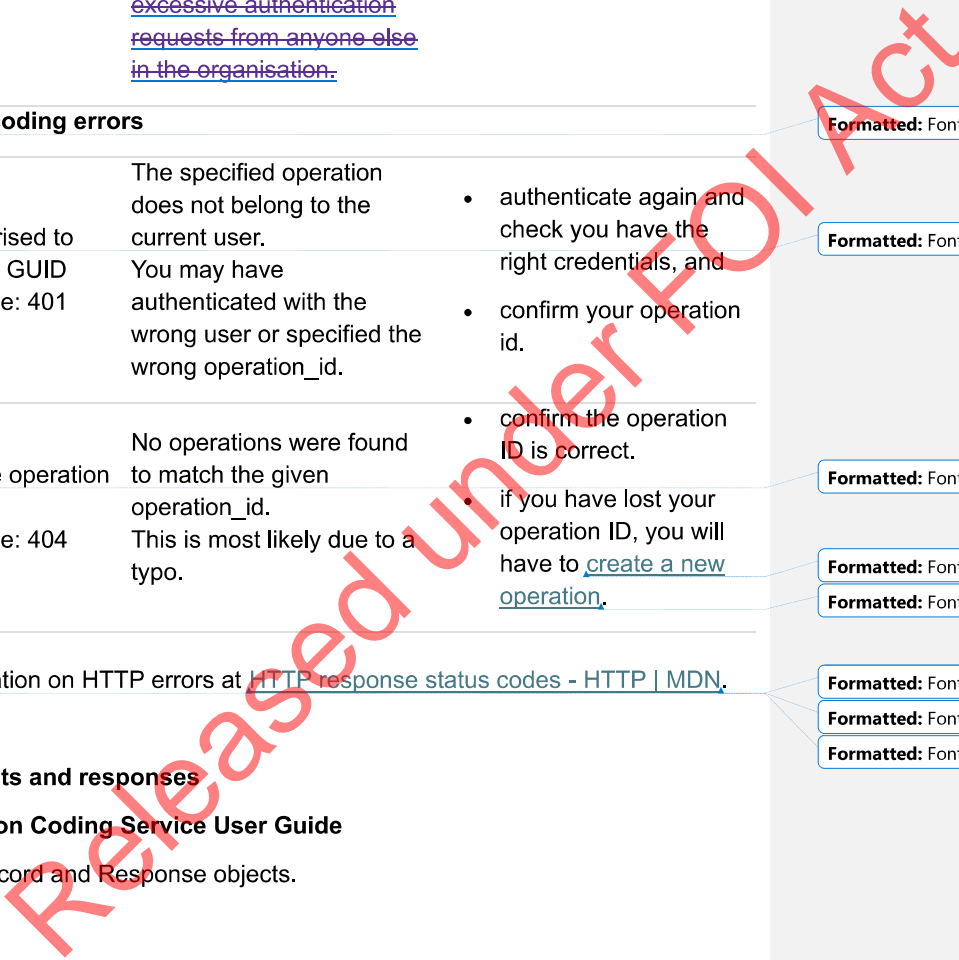 excessive authentication
requests from anyone else
in the organisation.
oding errors
rised to
GUID
e: 401
The specified operation
does not belong to the
current user.
You may have
authenticated with the
wrong user or specified the
wrong operation_id.
• authenticate again and
check you have the
right credentials, and
• confirm your operation
id.
e operation
e: 404
No operations were found
to match the given
operation_id.
This is most likely due to a
typo.
• confirm the operation
ID is correct.
• if you have lost your
operation ID, you will
have to create a new
operation.
ation on HTTP errors at HTTP response status codes - HTTP | MDN.
ts and responses
on Coding Service User Guide
cord and Response objects.
Formatted: Font
Formatted: Font
Formatted: Font
Formatted: Font
Formatted: Font
Formatted: Font
Formatted: Font
Formatted: Font
Released under FOI Act